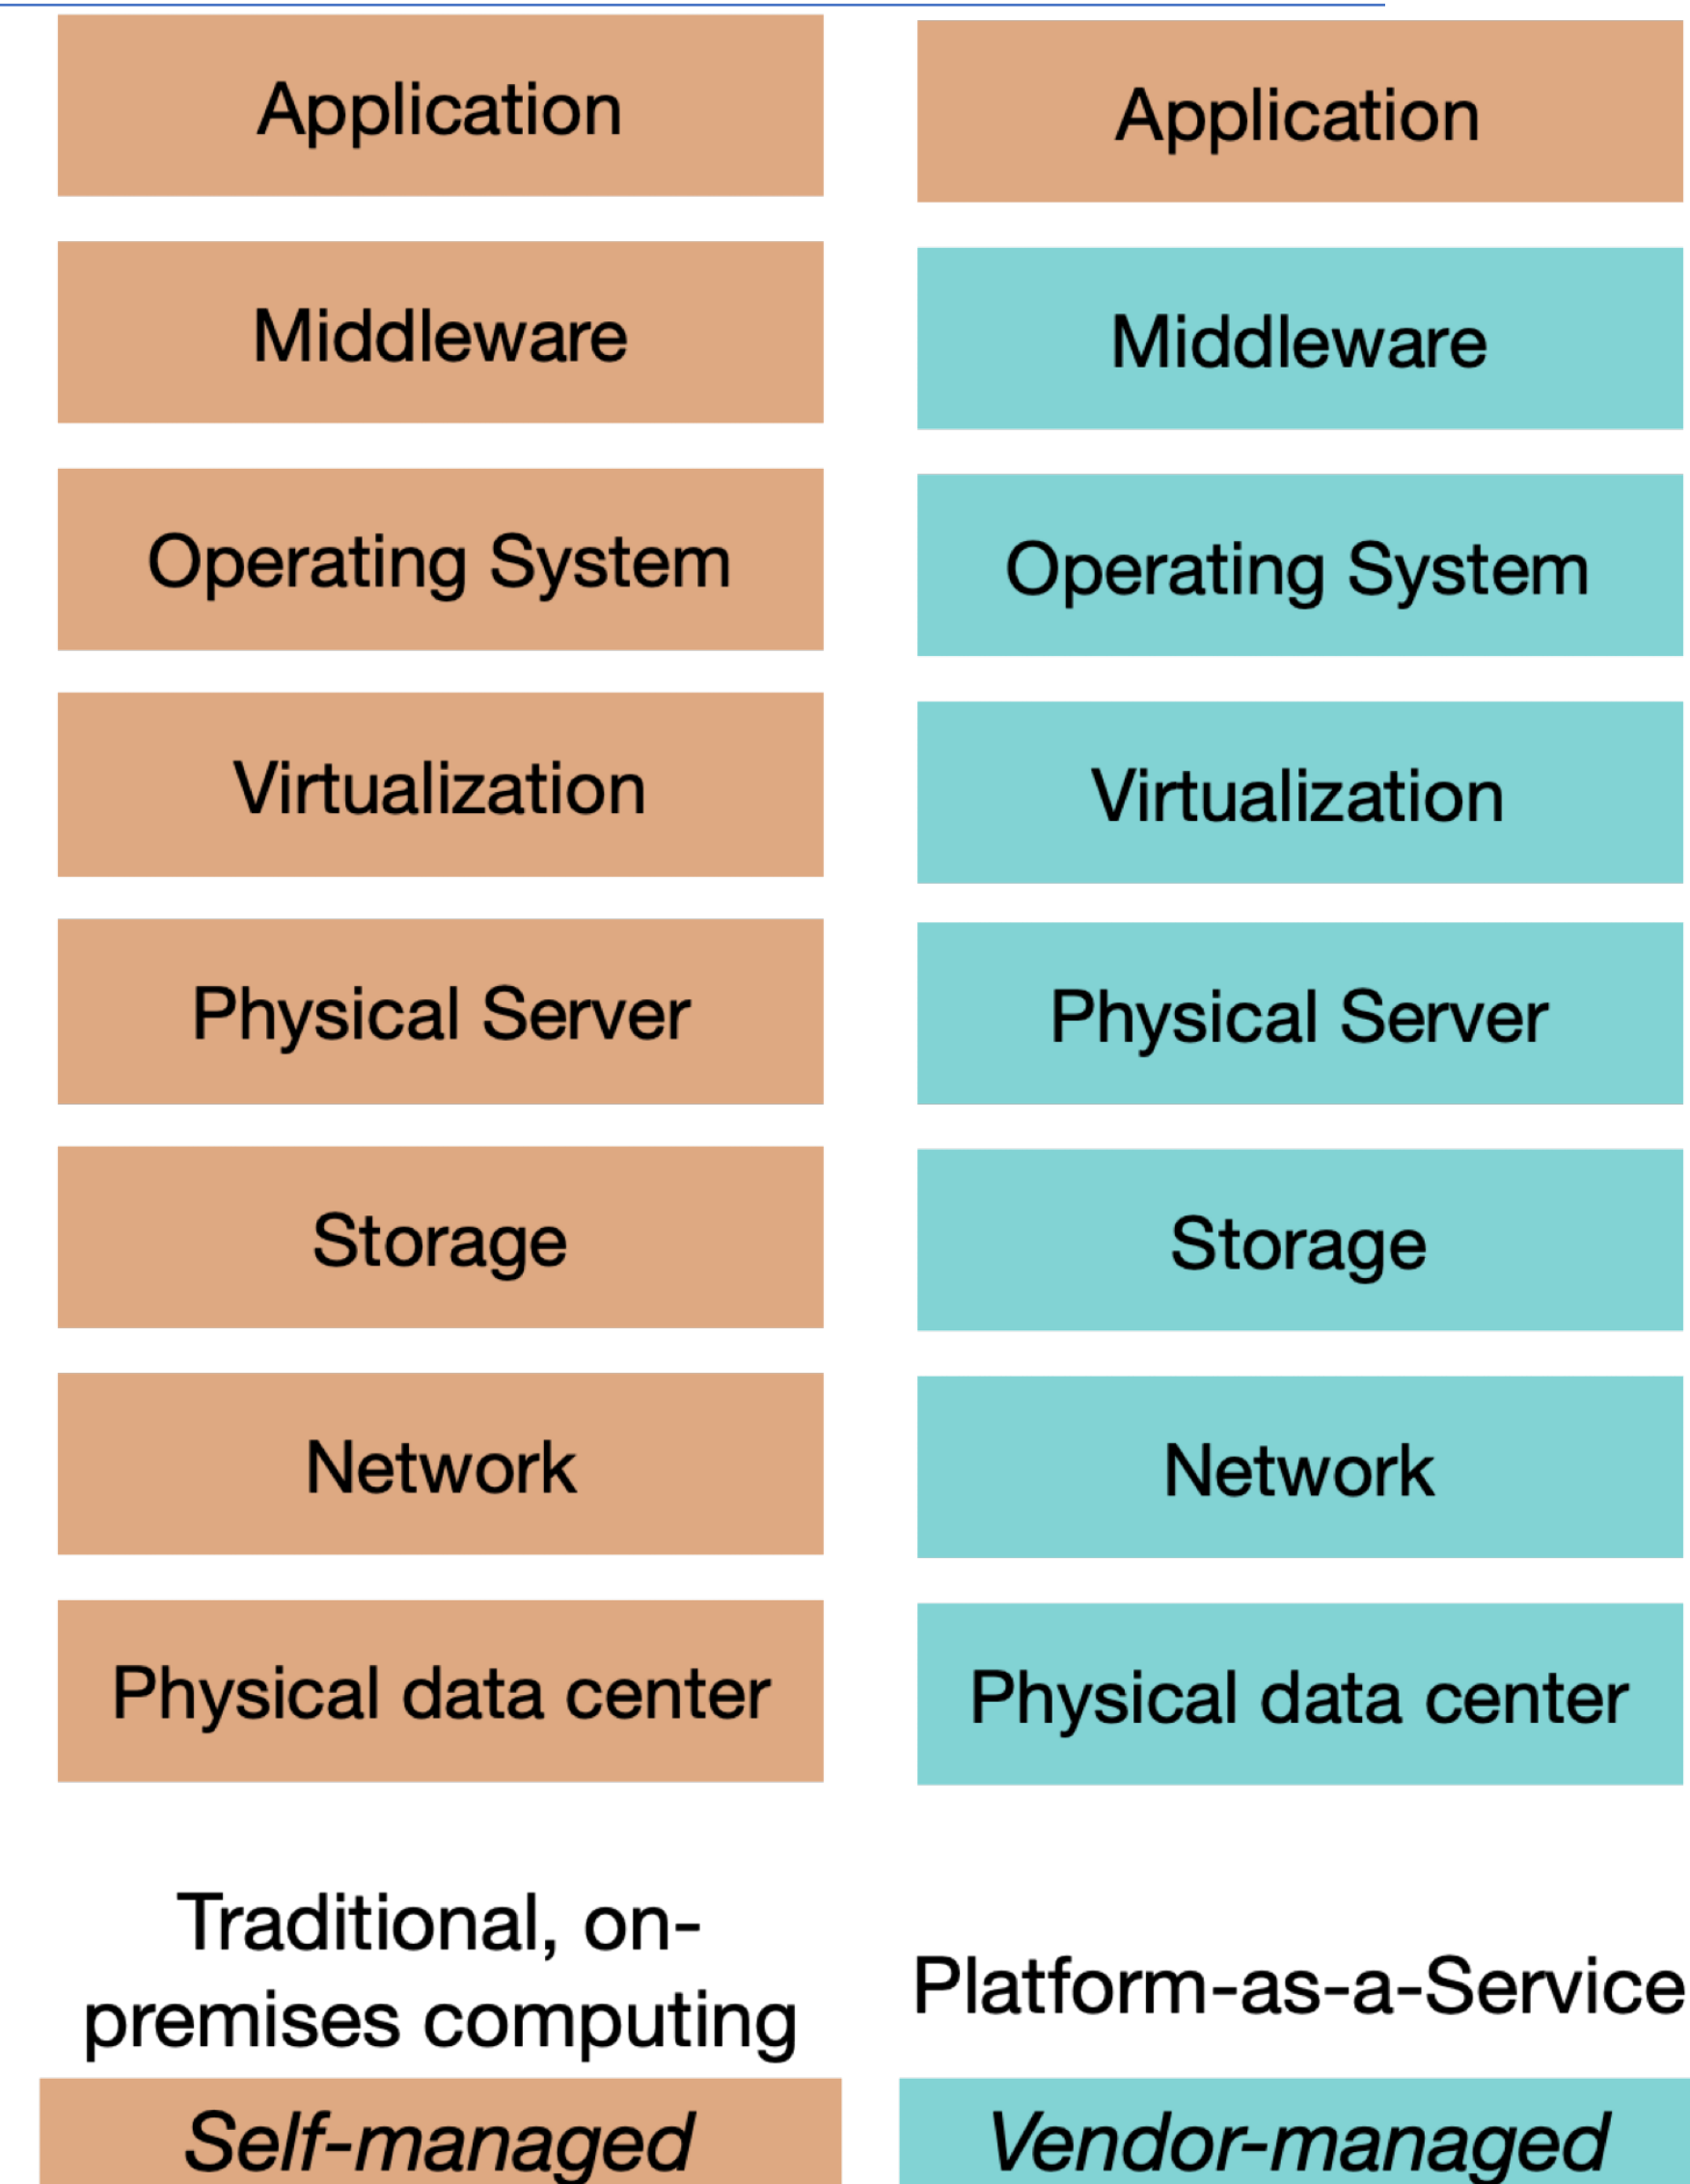 Application
Middleware
Operating System
Virtualization
Physical Server
Storage
Network
Physical data center
Traditional, on-
premises computing
Self-managed
Application
Middleware
Operating System
Virtualization
Physical Server
Storage
Network
Physical data center
Platform-as-a-Service
Vendor-managed